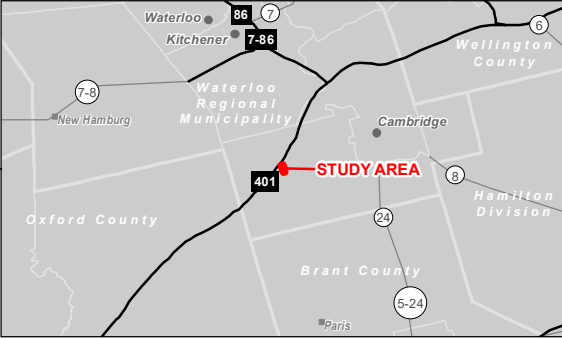 Waterloo
86
7
Kitchener
7-86
6
Wellington
County
7-8
Waterloo
Regional
Municipality
New Hamburg
Cambridge
STUDY AREA
401
8
Hamilton
Division
Oxford County
24
Brant County
5-24
Paris